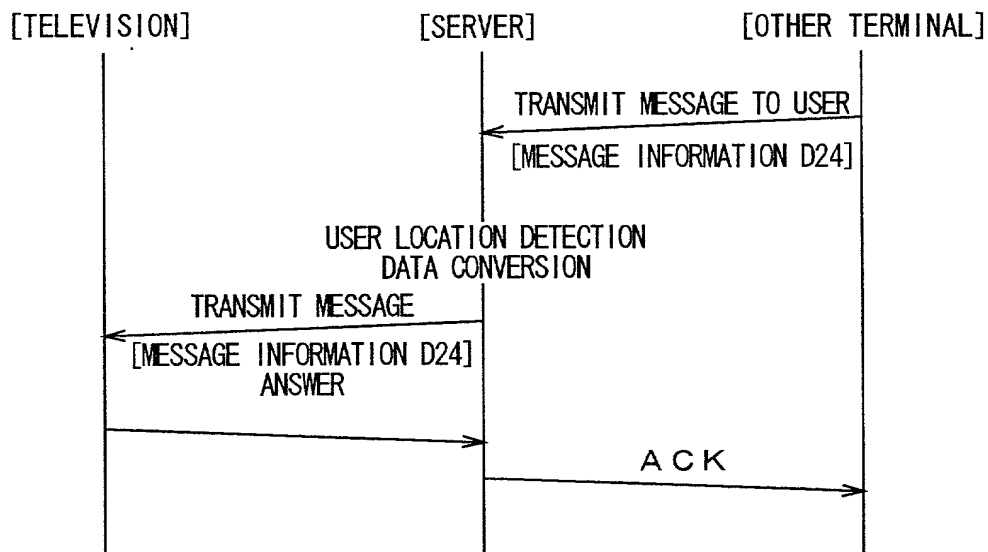 [TELEVISION] [SERVER] [OTHER TERMINAL]
TRANSMIT MESSAGE TO USER
[MESSAGE INFORMATION D24]
USER LOCATION DETECTION
DATA CONVERSION
TRANSMIT MESSAGE
[MESSAGE INFORMATION D24]
ANSWER
ACK